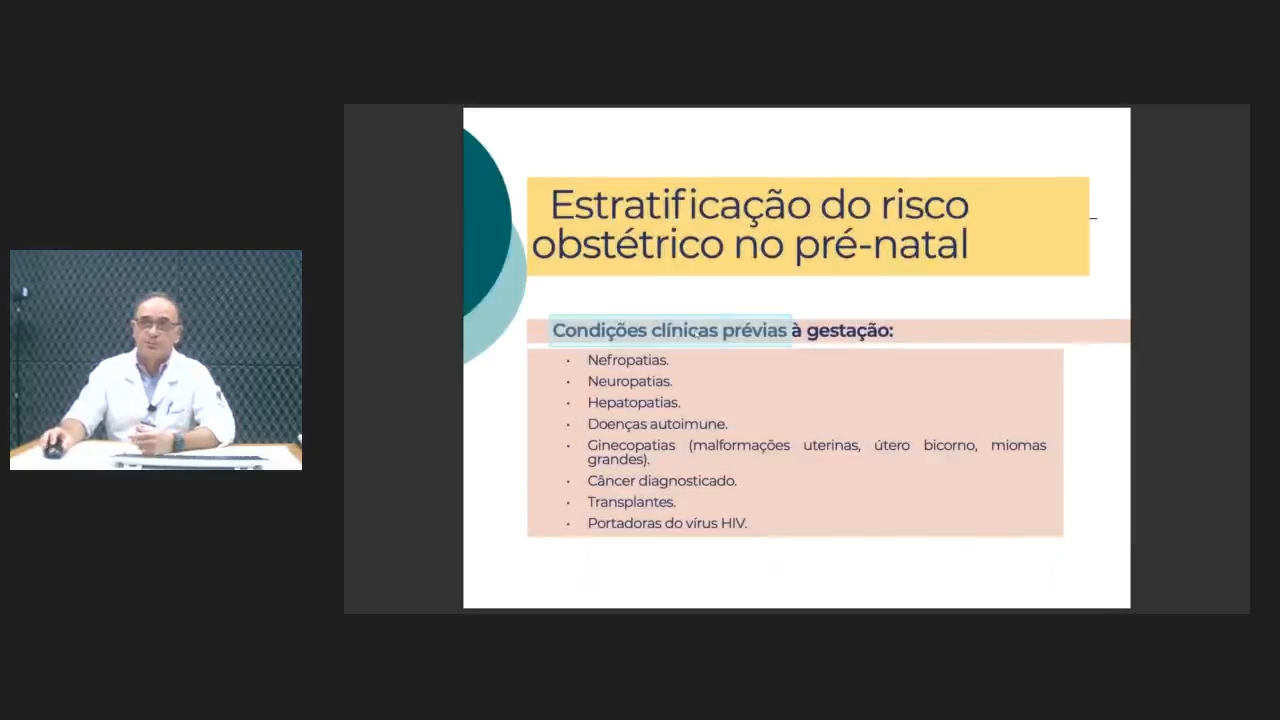 Estratificação do risco
obstétrico no pré-natal
Condições clínicas prévias à gestação:
• Nefropatias.
• Neuropatias.
• Hepatopatias.
• Doenças autoimune.
• Ginecopatias (malformações uterinas, útero bicorno, miomas
grandes).
• Câncer diagnosticado.
• Transplantes.
• Portadoras do vírus HIV.